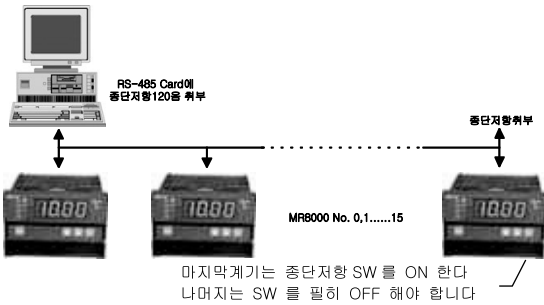 RS-485 Card에
종단저항120옴 취부
종단저항취부
10.00
10.00
10.00
MR8000 No. 0,1......15
마지막계기는 종단저항 SW 를 ON 한다
나머지는 SW 를 필히 OFF 해야 합니다